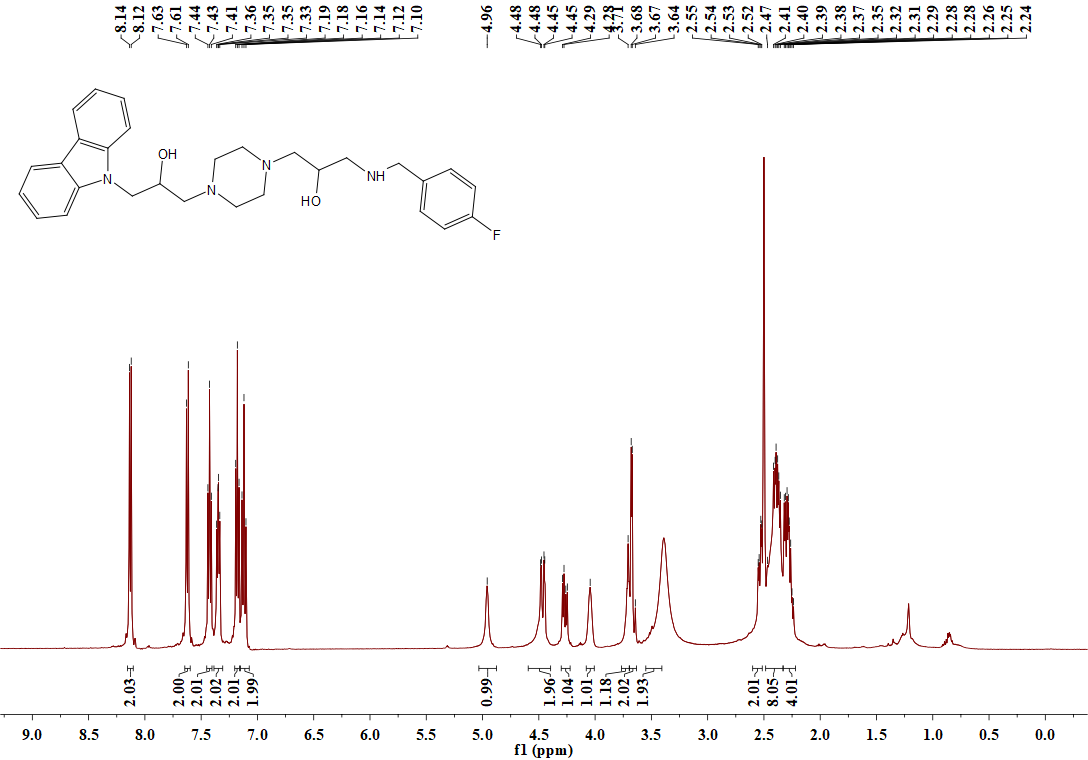 8.14 8.12 7.63 7.61 7.44 7.43 7.41 7.36 7.35 7.35 7.33 7.19 7.18 7.16 7.14 7.12 7.10 4.96 4.48 4.48 4.45 4.45 4.29 4.28 3.71 3.68 3.67 3.64 2.55 2.54 2.53 2.52 2.47 2.41 2.40 2.39 2.38 2.37 2.35 2.32 2.31 2.29 2.28 2.28 2.26 2.25 2.24
OH
N
N
N
HO
NH
F
2.03 2.00 2.01 2.02 2.01 1.99 0.99 1.96 1.04 1.01 1.18 2.02 1.93 2.01 8.05 4.01
9.0 8.5 8.0 7.5 7.0 6.5 6.0 5.5 5.0 4.5 4.0 3.5 3.0 2.5 2.0 1.5 1.0 0.5 0.0
f1 (ppm)